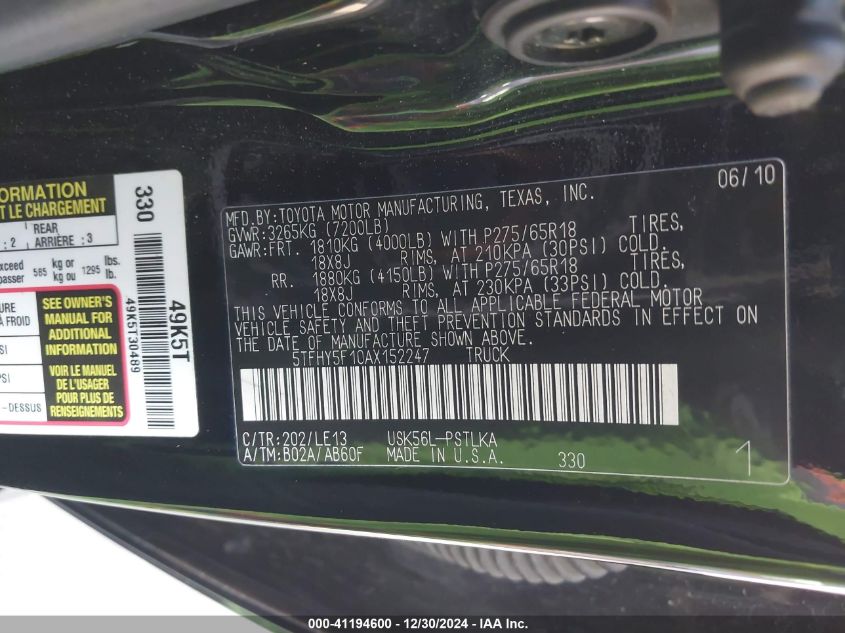 ORMATION
T LE CHARGEMENT
REAR
: 2 ARRIÈRE : 3
xceed 585 kg or 1295 lbs.
passer kg ou lb.
URE
A FROID
SI
PSI
- DESSUS
SEE OWNER'S
MANUAL FOR
ADDITIONAL
INFORMATION
VOIR LE MANUEL
DE L'USAGER
POUR PLUS DE
RENSEIGNEMENTS
330
49K5T30489
49K5T
06/10
MFD.BY:TOYOTA MOTOR MANUFACTURING, TEXAS, INC.
GVWR:3265KG (7200LB)
GAWR:FRT. 1810KG (4000LB) WITH P275/65R18 TIRES,
18X8J RIMS, AT 210KPA (30PSI) COLD.
RR. 1880KG (4150LB) WITH P275/65R18 TIRES,
18X8J RIMS, AT 230KPA (33PSI) COLD.
THIS VEHICLE CONFORMS TO ALL APPLICABLE FEDERAL MOTOR
VEHICLE SAFETY AND THEFT PREVENTION STANDARDS IN EFFECT ON
THE DATE OF MANUFACTURE SHOWN ABOVE.
5TFHY5F10AX152247 TRUCK
C/TR:202/LE13 USK56L-PSTLKA
A/TM:B02A/AB60F MADE IN U.S.A. 330 1
000-41194600 - 12/30/2024 - IAA Inc.